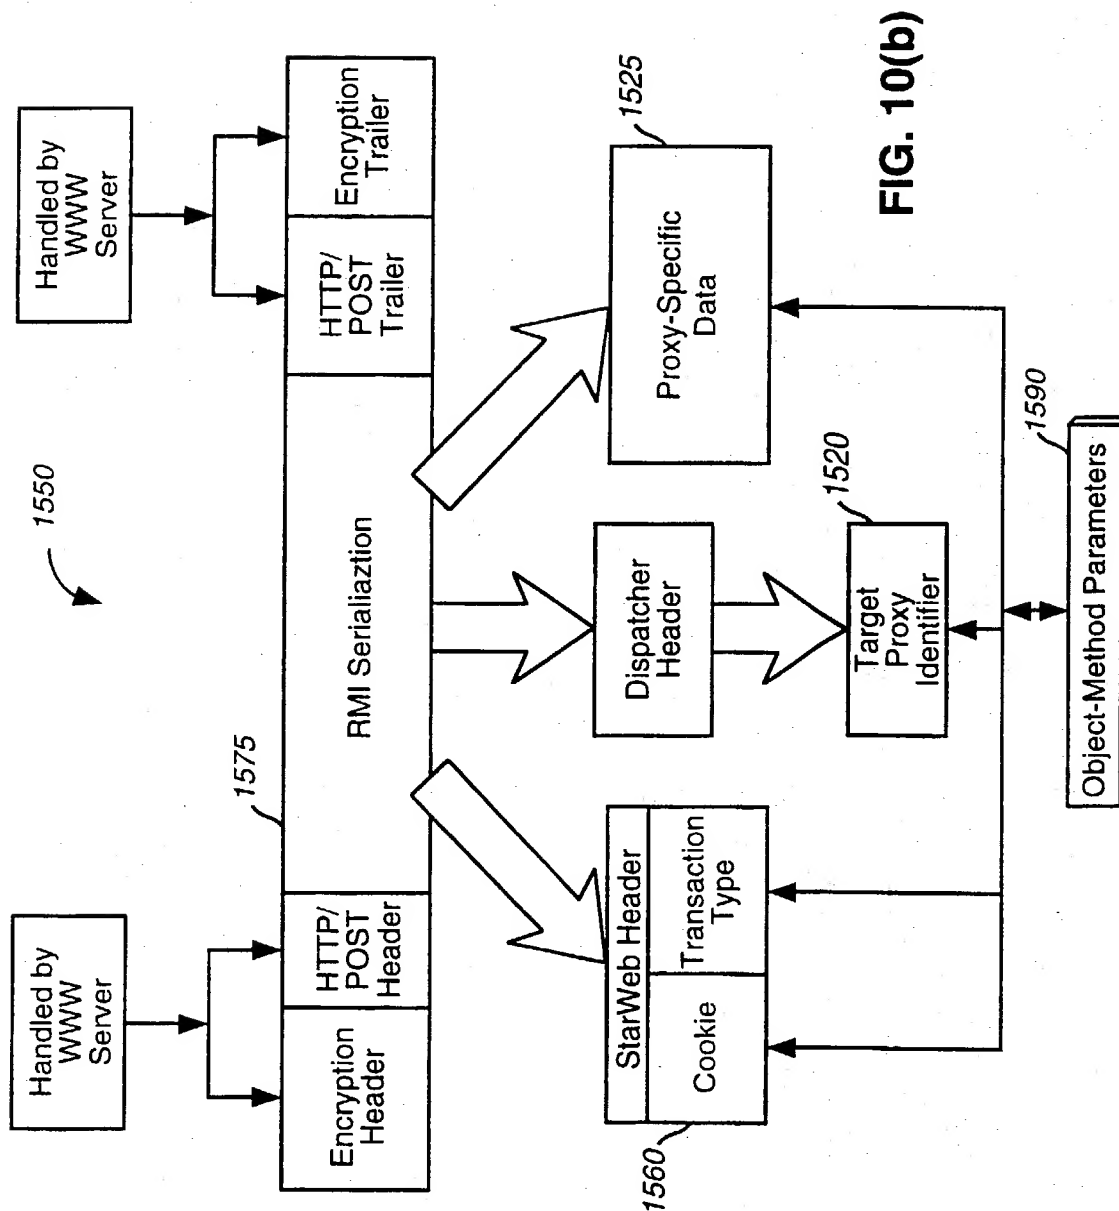 Handled by
WWW
Server
Handled by
WWW
Server
1550
1575
Encryption
Header
HTTP/
POST
Header
RMI Serialiaztion
HTTP/
POST
Trailer
Encryption
Trailer
1560
StarWeb Header
Cookie
Transaction
Type
Dispatcher
Header
1520
Target
Proxy
Identifier
1525
Proxy-Specific
Data
1590
Object-Method Parameters
FIG. 10(b)